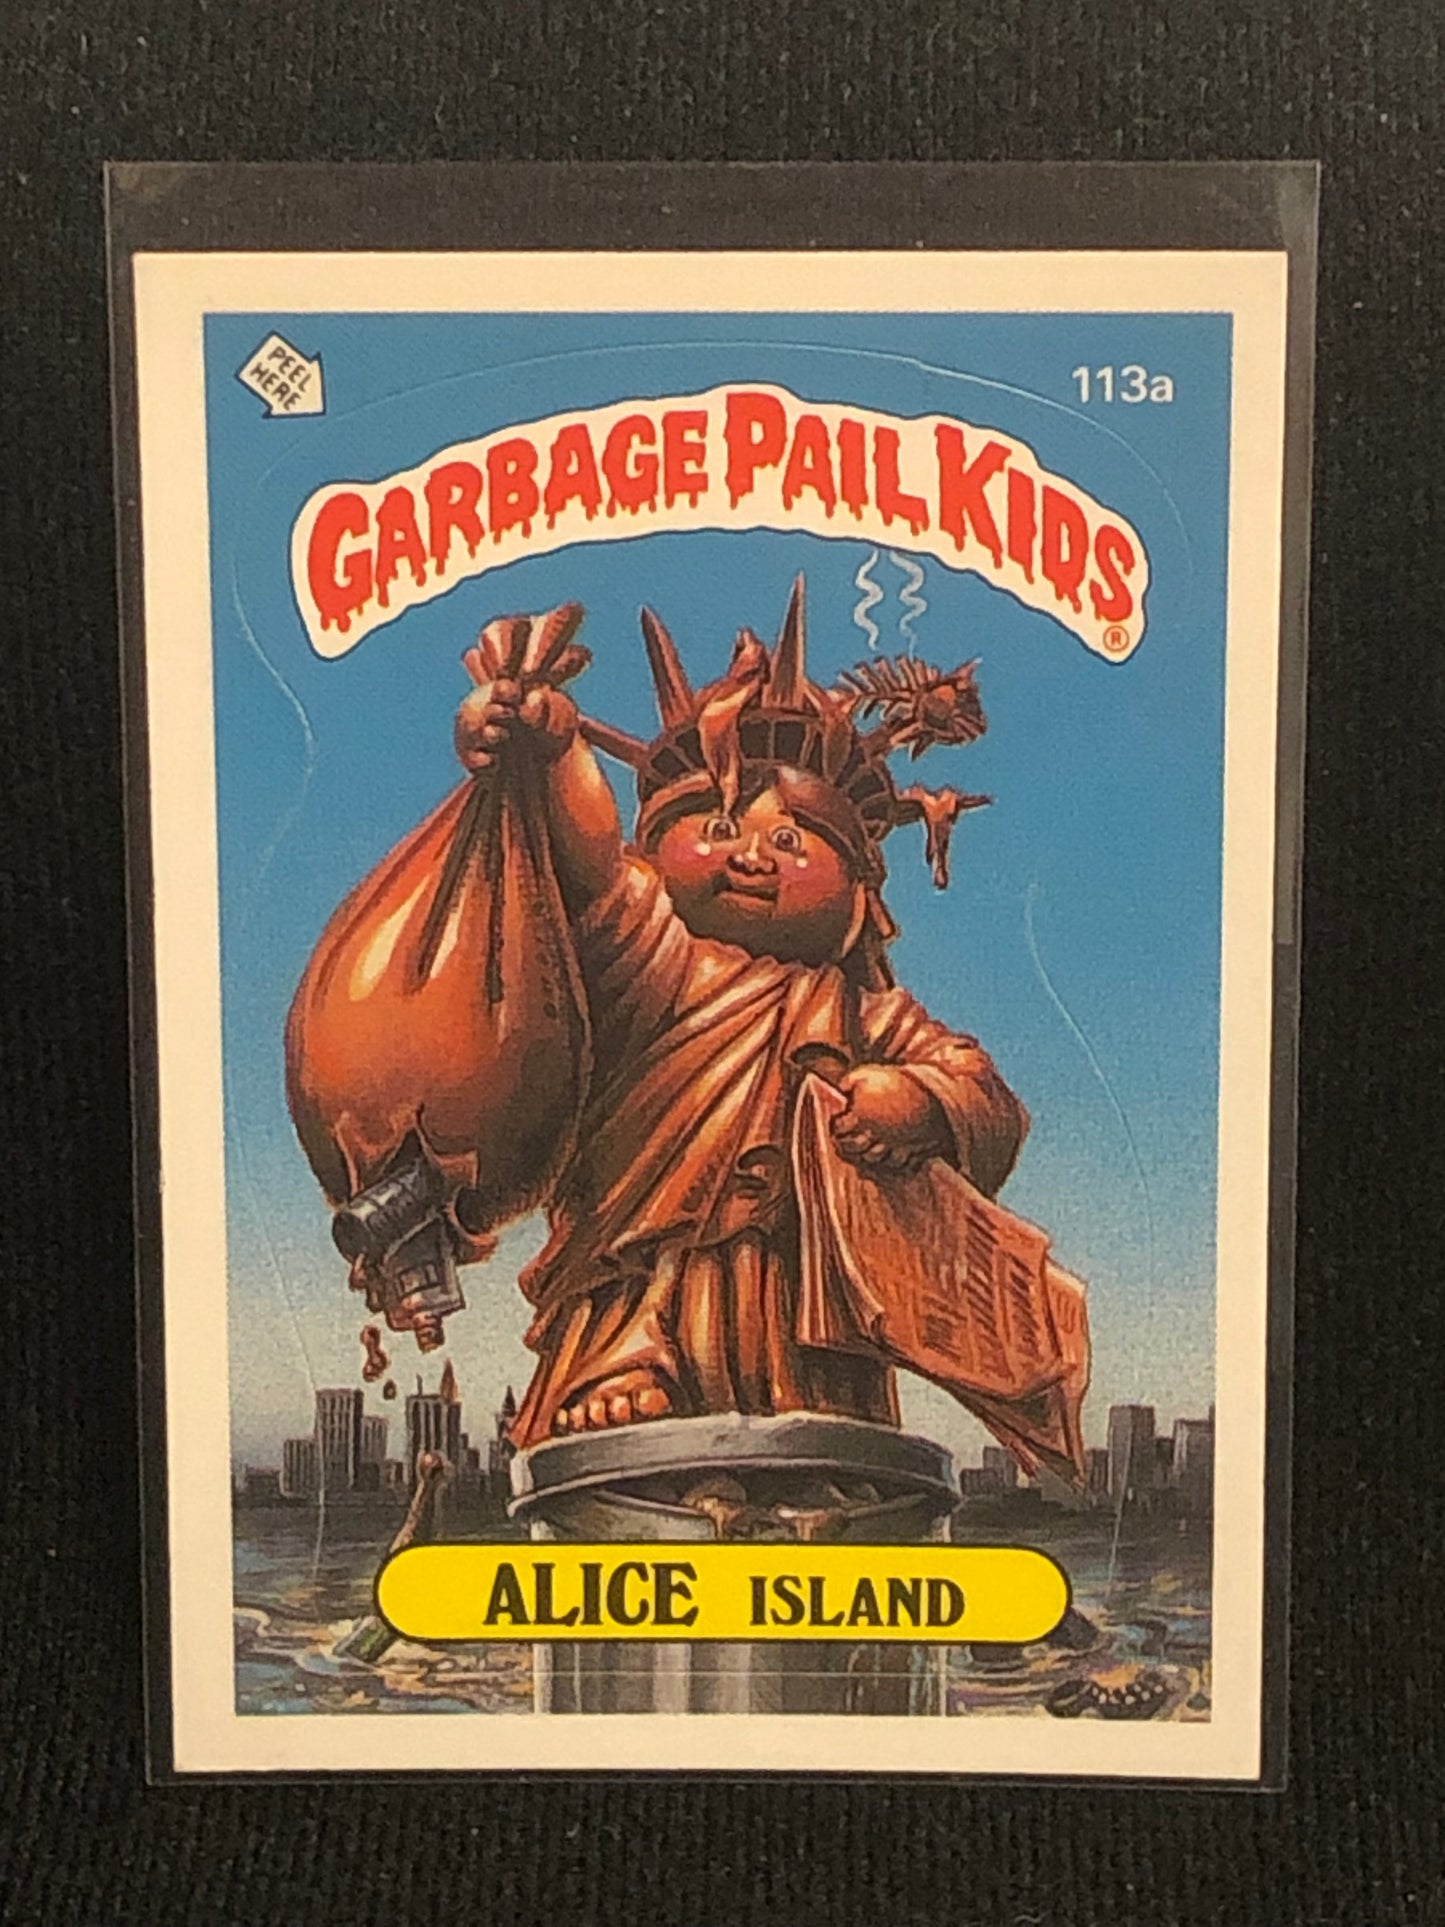 PEEL
HERE
113a
GARBAGE PAIL KIDS
®
ALICE ISLAND